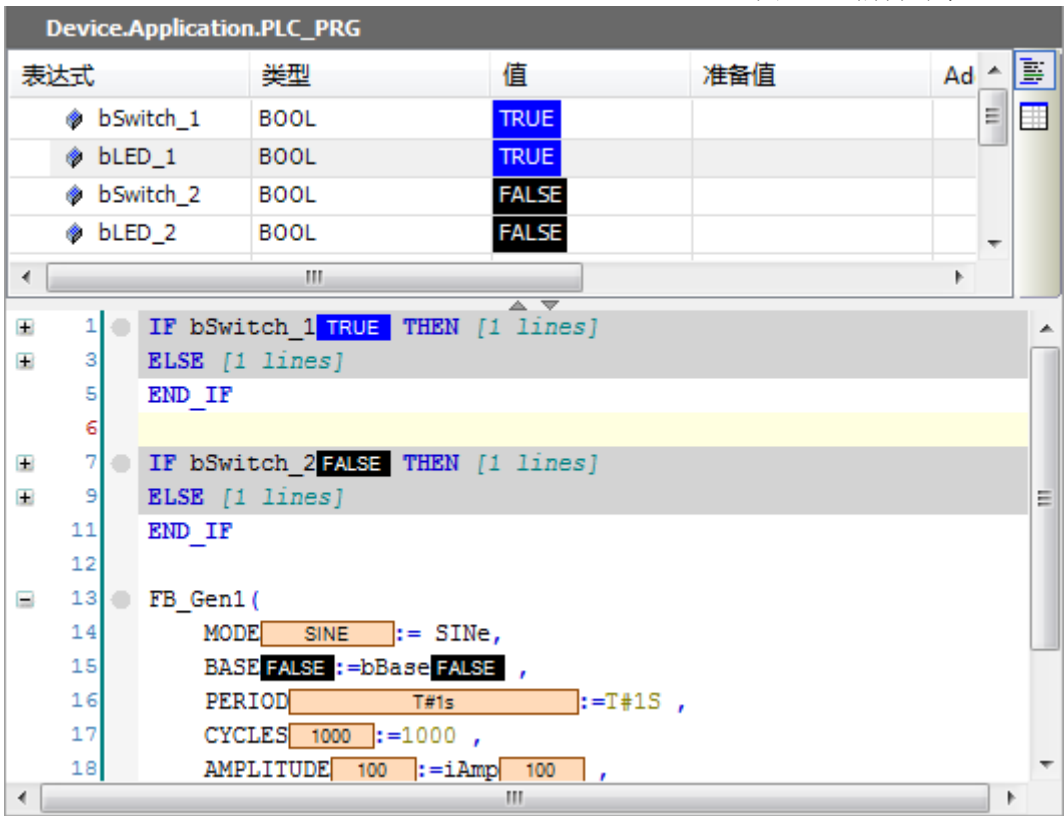 Device.Application.PLC_PRG
表达式 类型 值 准备值 Ad
bSwitch_1 BOOL TRUE
bLED_1 BOOL TRUE
bSwitch_2 BOOL FALSE
bLED_2 BOOL FALSE
1 IF bSwitch_1 TRUE THEN [1 lines]
3 ELSE [1 lines]
5 END_IF
6
7 IF bSwitch_2 FALSE THEN [1 lines]
9 ELSE [1 lines]
11 END_IF
12
13 FB_Gen1(
14 MODE SINE := SINe,
15 BASE FALSE :=bBase FALSE ,
16 PERIOD T#1s :=T#1S ,
17 CYCLES 1000 :=1000 ,
18 AMPLITUDE 100 :=iAmp 100 ,